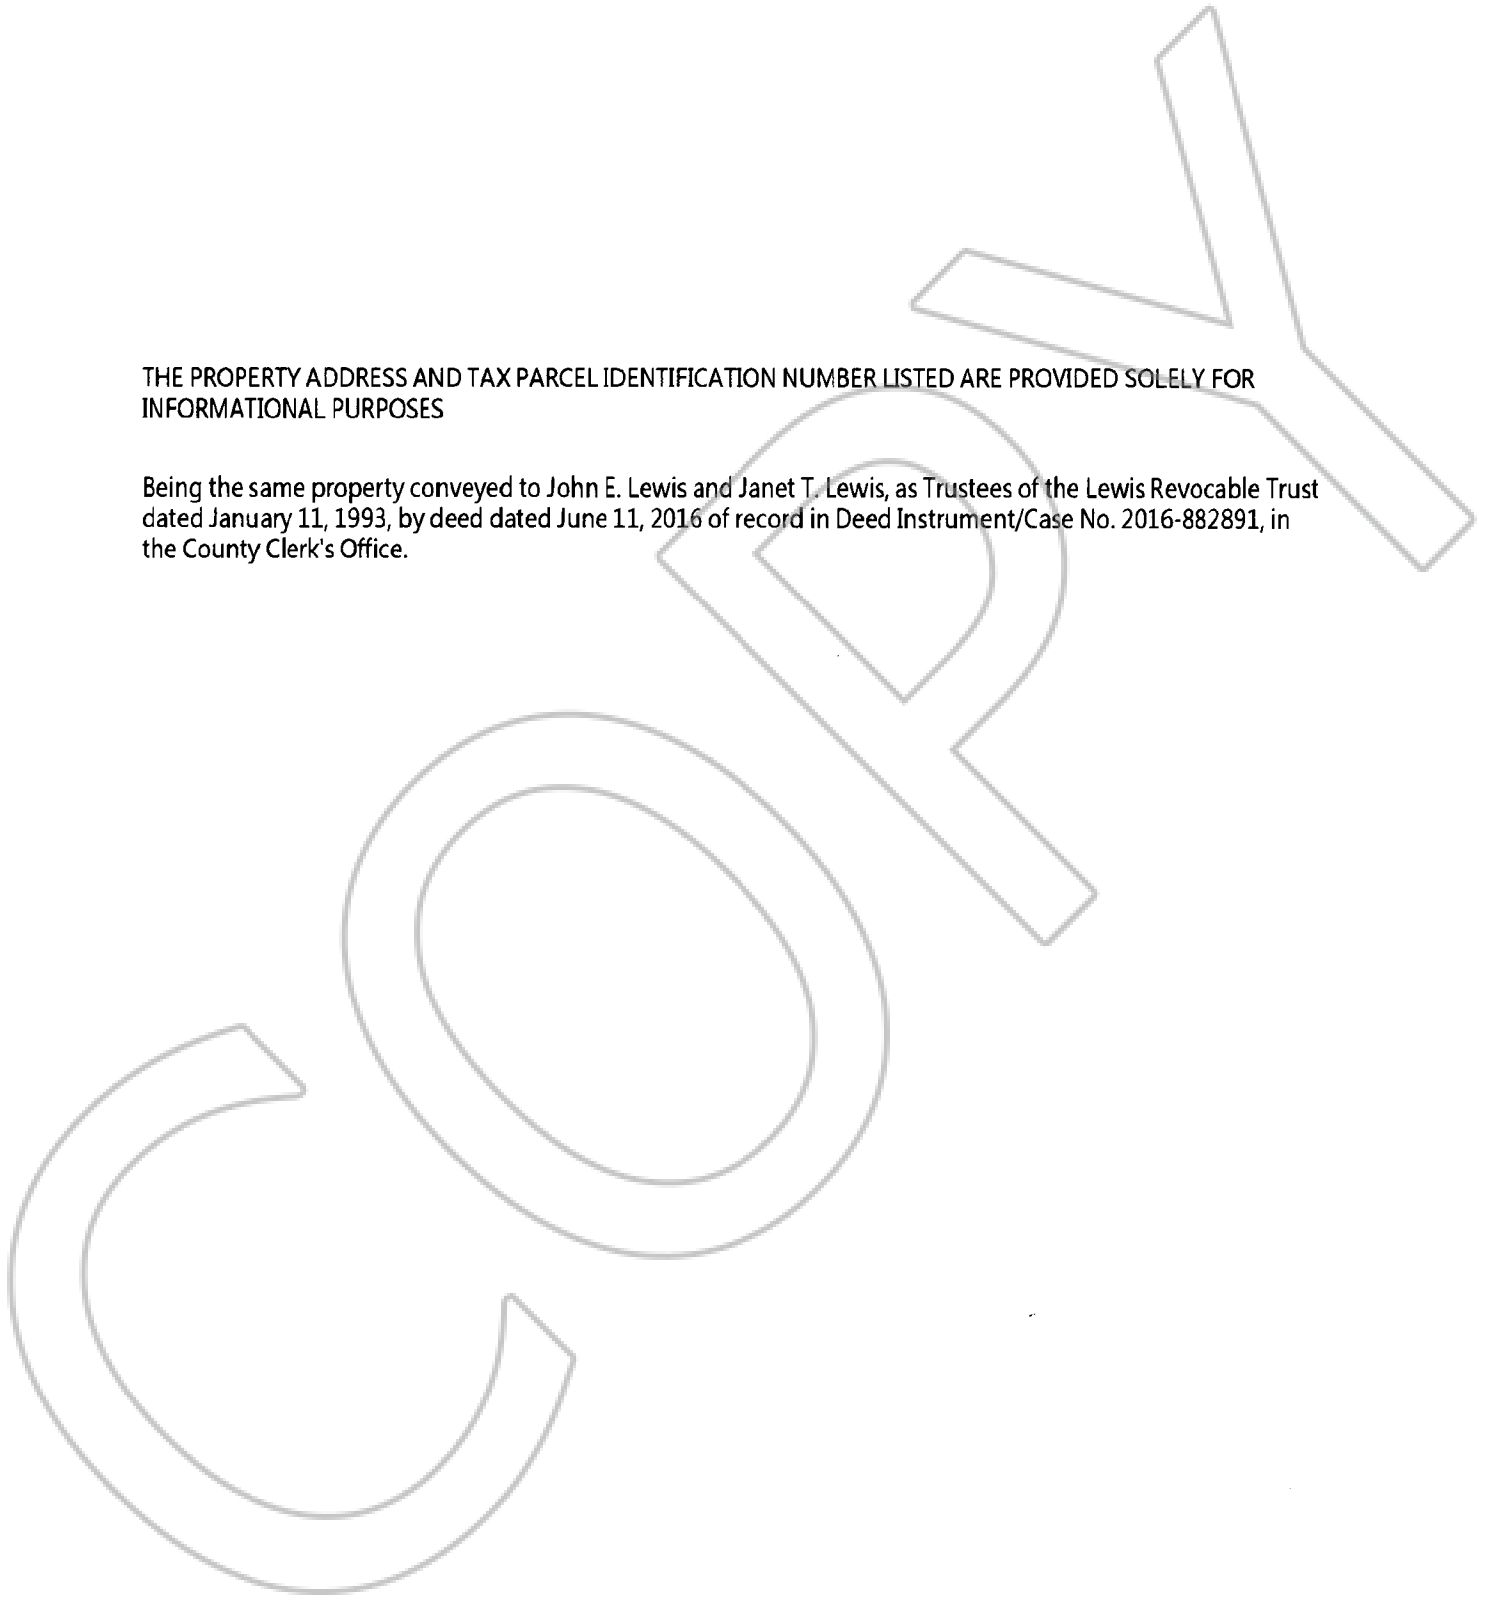 THE PROPERTY ADDRESS AND TAX PARCEL IDENTIFICATION NUMBER LISTED ARE PROVIDED SOLELY FOR
INFORMATIONAL PURPOSES
Being the same property conveyed to John E. Lewis and Janet T. Lewis, as Trustees of the Lewis Revocable Trust
dated January 11, 1993, by deed dated June 11, 2016 of record in Deed Instrument/Case No. 2016-882891, in
the County Clerk's Office.
COPY